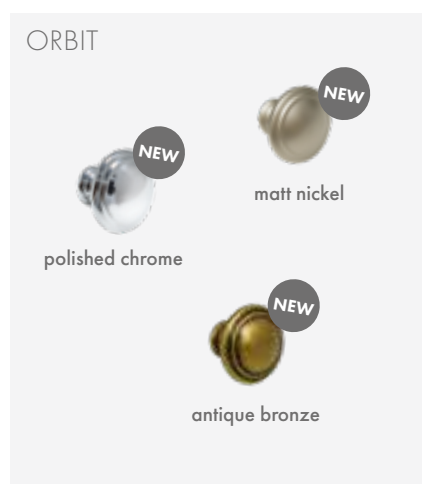 ORBIT
NEW
matt nickel
NEW
polished chrome
NEW
antique bronze